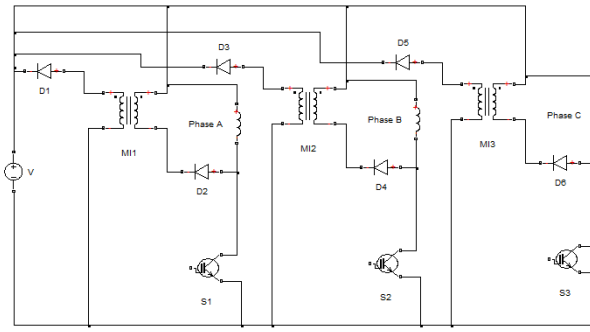 D3
D5
D1
Phase A
Phase B
Phase C
MI1
MI2
MI3
V
D2
D4
D6
S1
S2
S3